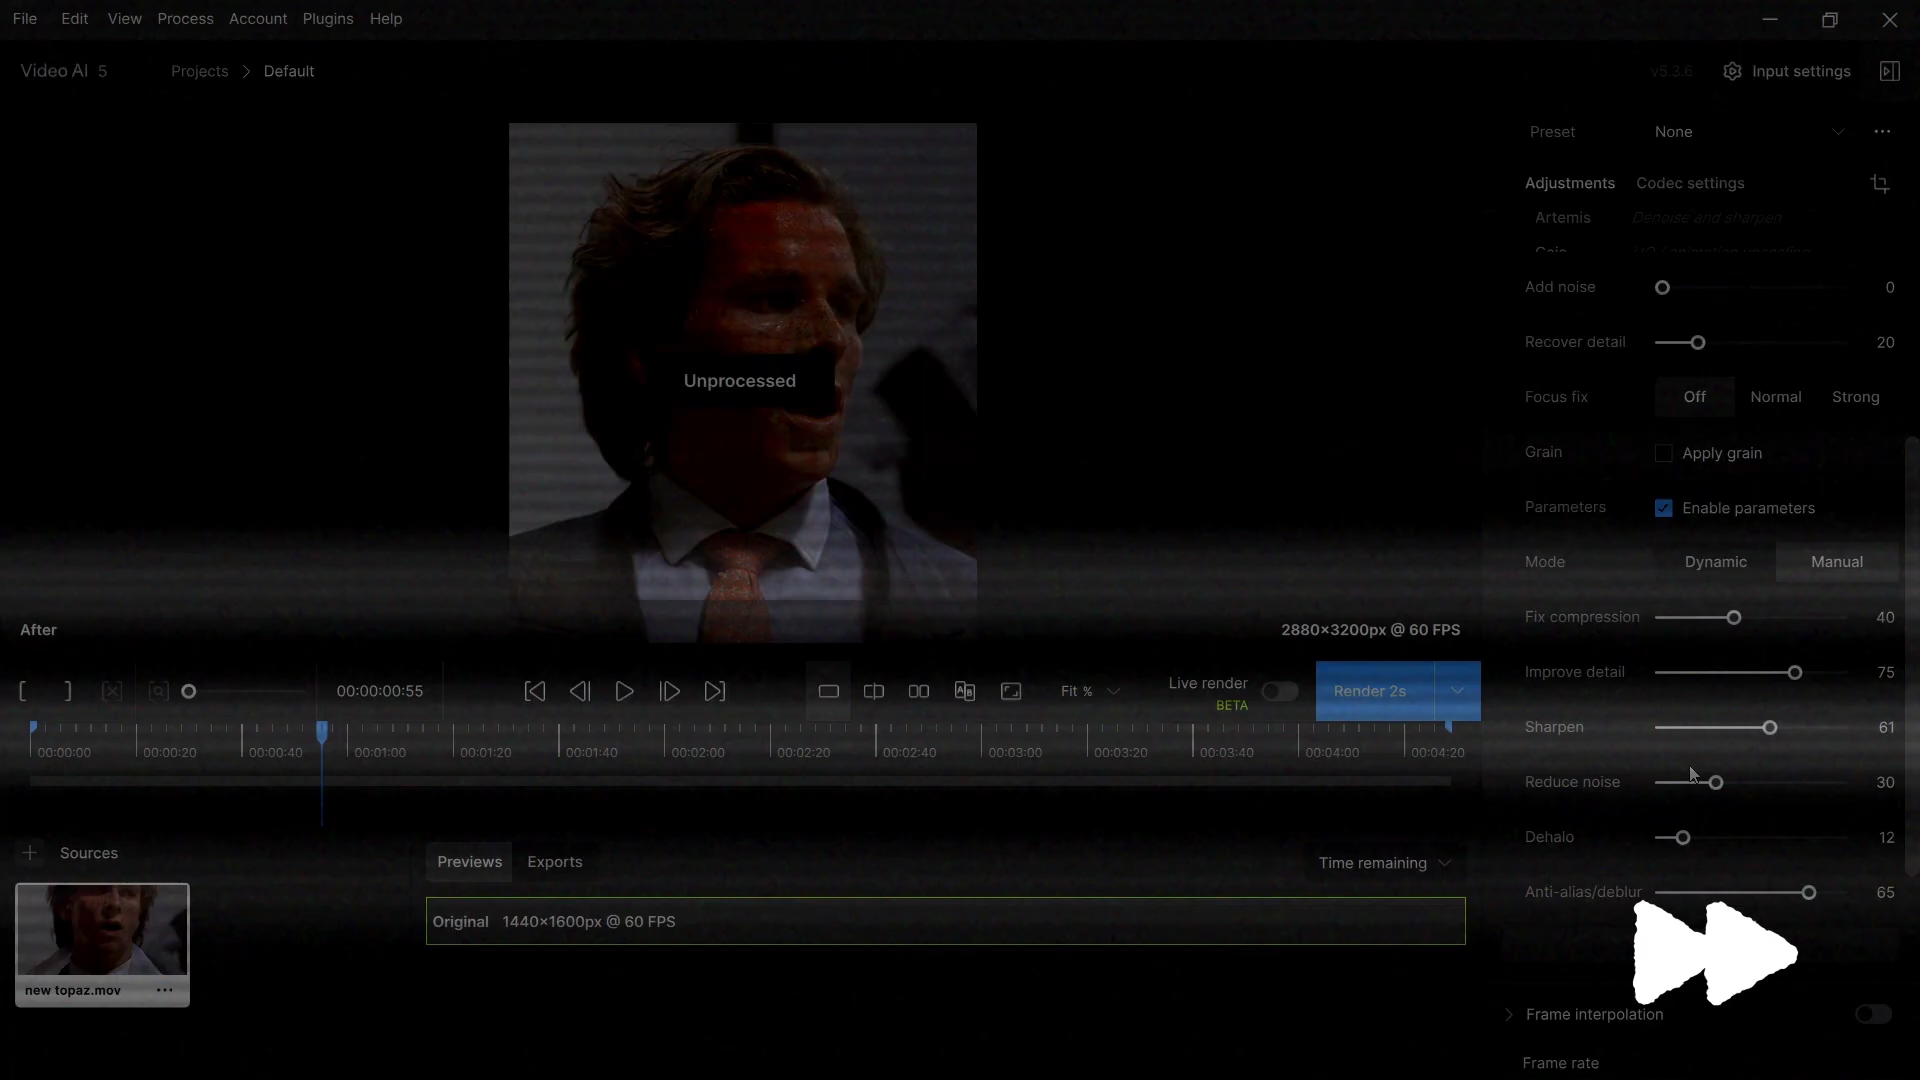 File Edit View Process Account Plugins Help
Video AI 5 Projects Default v5.3.6 Input settings
Preset None
Adjustments Codec settings
Artemis Denoise and sharpen
Add noise 0
Recover detail 20
Unprocessed
Focus fix Off Normal Strong
Grain Apply grain
Parameters Enable parameters
Mode Dynamic Manual
Fix compression 40
After 2880×3200px @ 60 FPS
Improve detail 75
00:00:00:55 Fit % Live render BETA Render 2s
Sharpen 61
00:00:00 00:00:20 00:00:40 00:01:00 00:01:20 00:01:40 00:02:00 00:02:20 00:02:40 00:03:00 00:03:20 00:03:40 00:04:00 00:04:20
Reduce noise 30
Dehalo 12
Sources Previews Exports Time remaining
Anti-alias/deblur 65
Original 1440×1600px @ 60 FPS
new topaz.mov
Frame interpolation
Frame rate